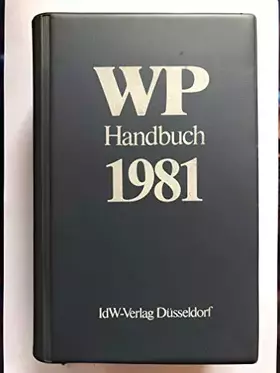 WP
Handbuch
1981
IdW-Verlag Düsseldorf